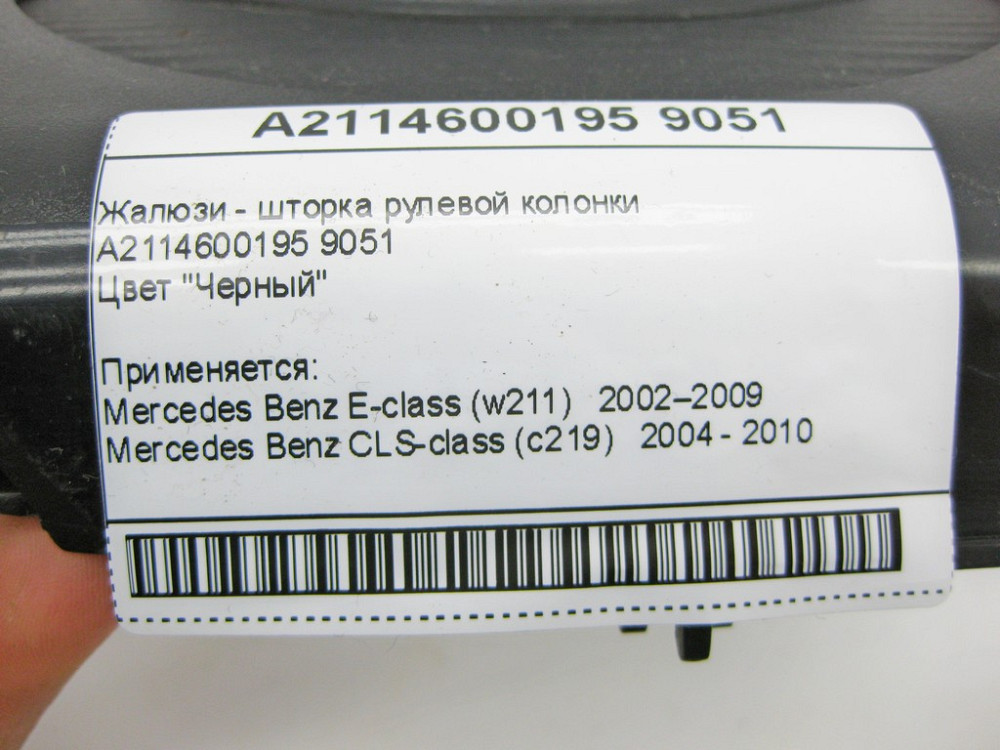 A2114600195 9051
Жалюзи - шторка рулевой колонки
A2114600195 9051
Цвет "Черный"
Применяется:
Mercedes Benz E-class (w211) 2002–2009
Mercedes Benz CLS-class (c219) 2004 - 2010